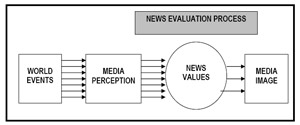 NEWS EVALUATION PROCESS
WORLD
EVENTS
MEDIA
PERCEPTION
NEWS
VALUES
MEDIA
IMAGE